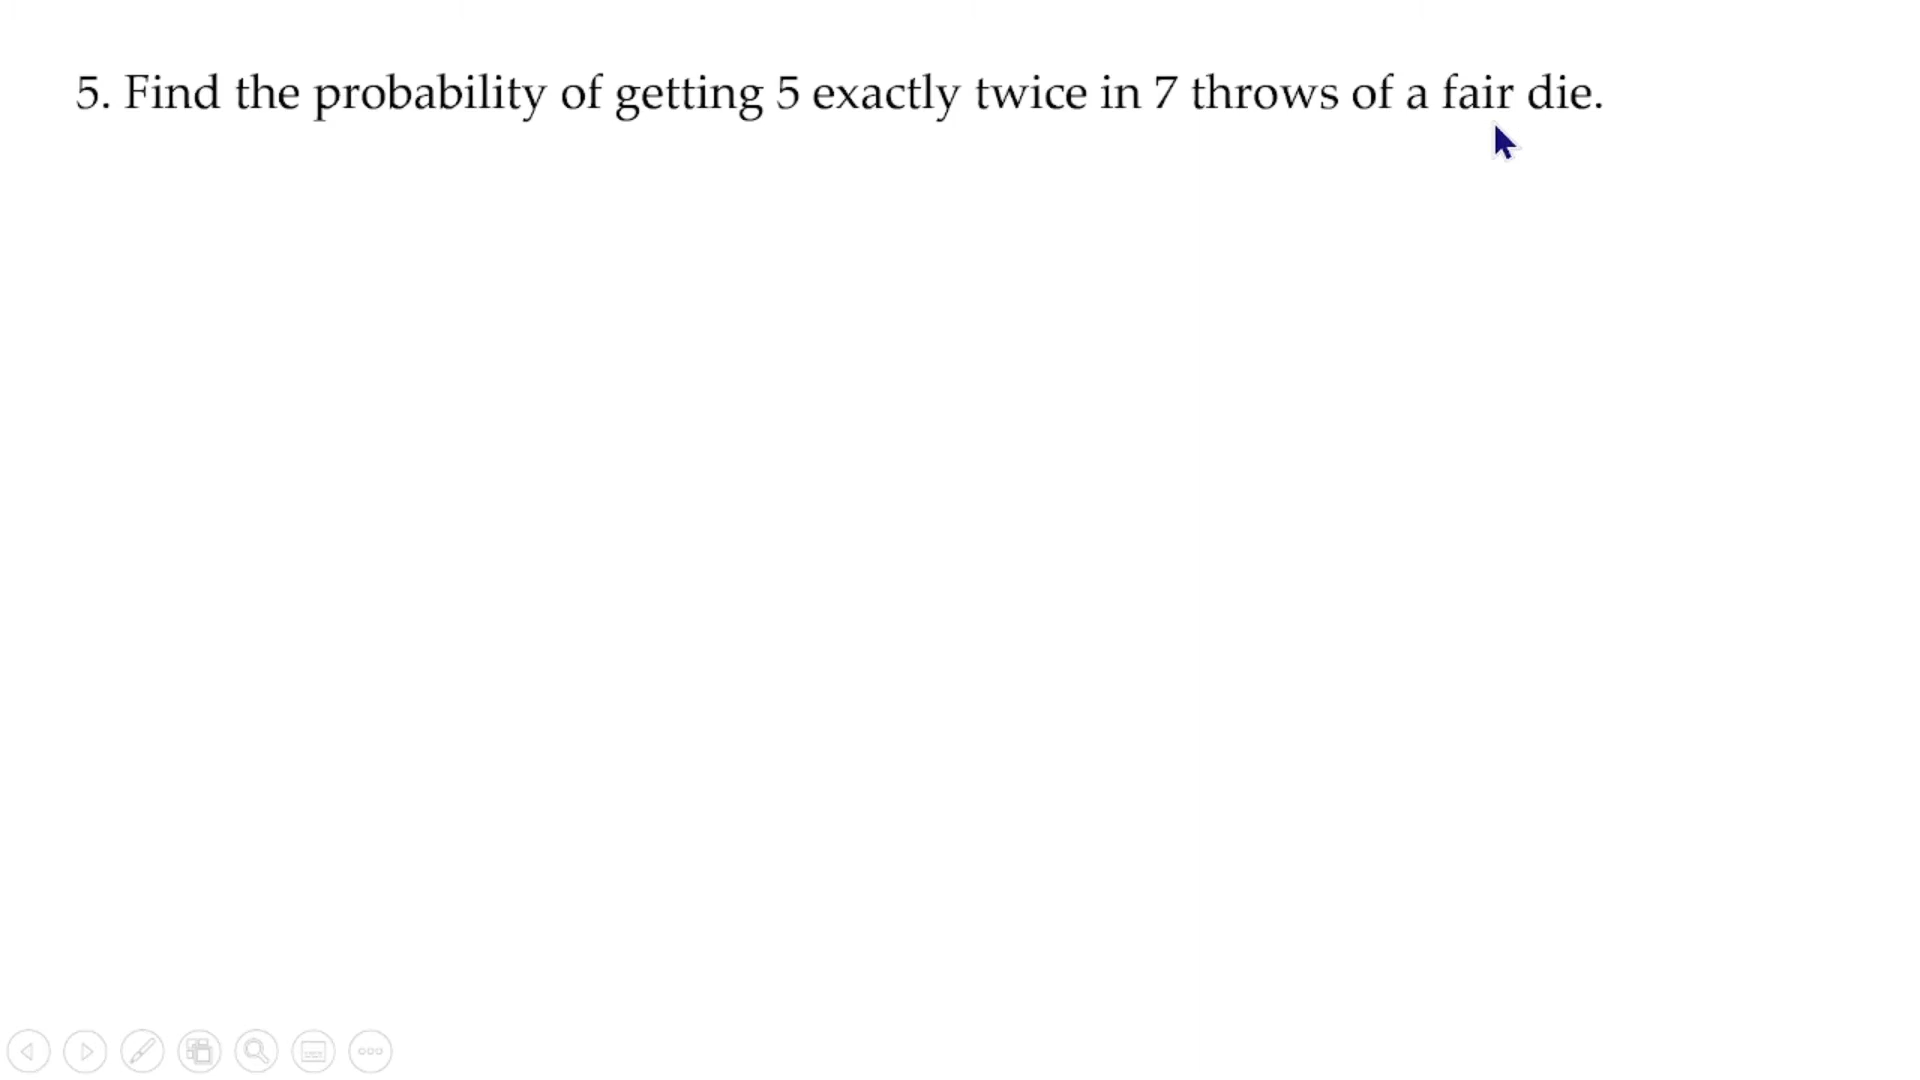 5. Find the probability of getting 5 exactly twice in 7 throws of a fair die.